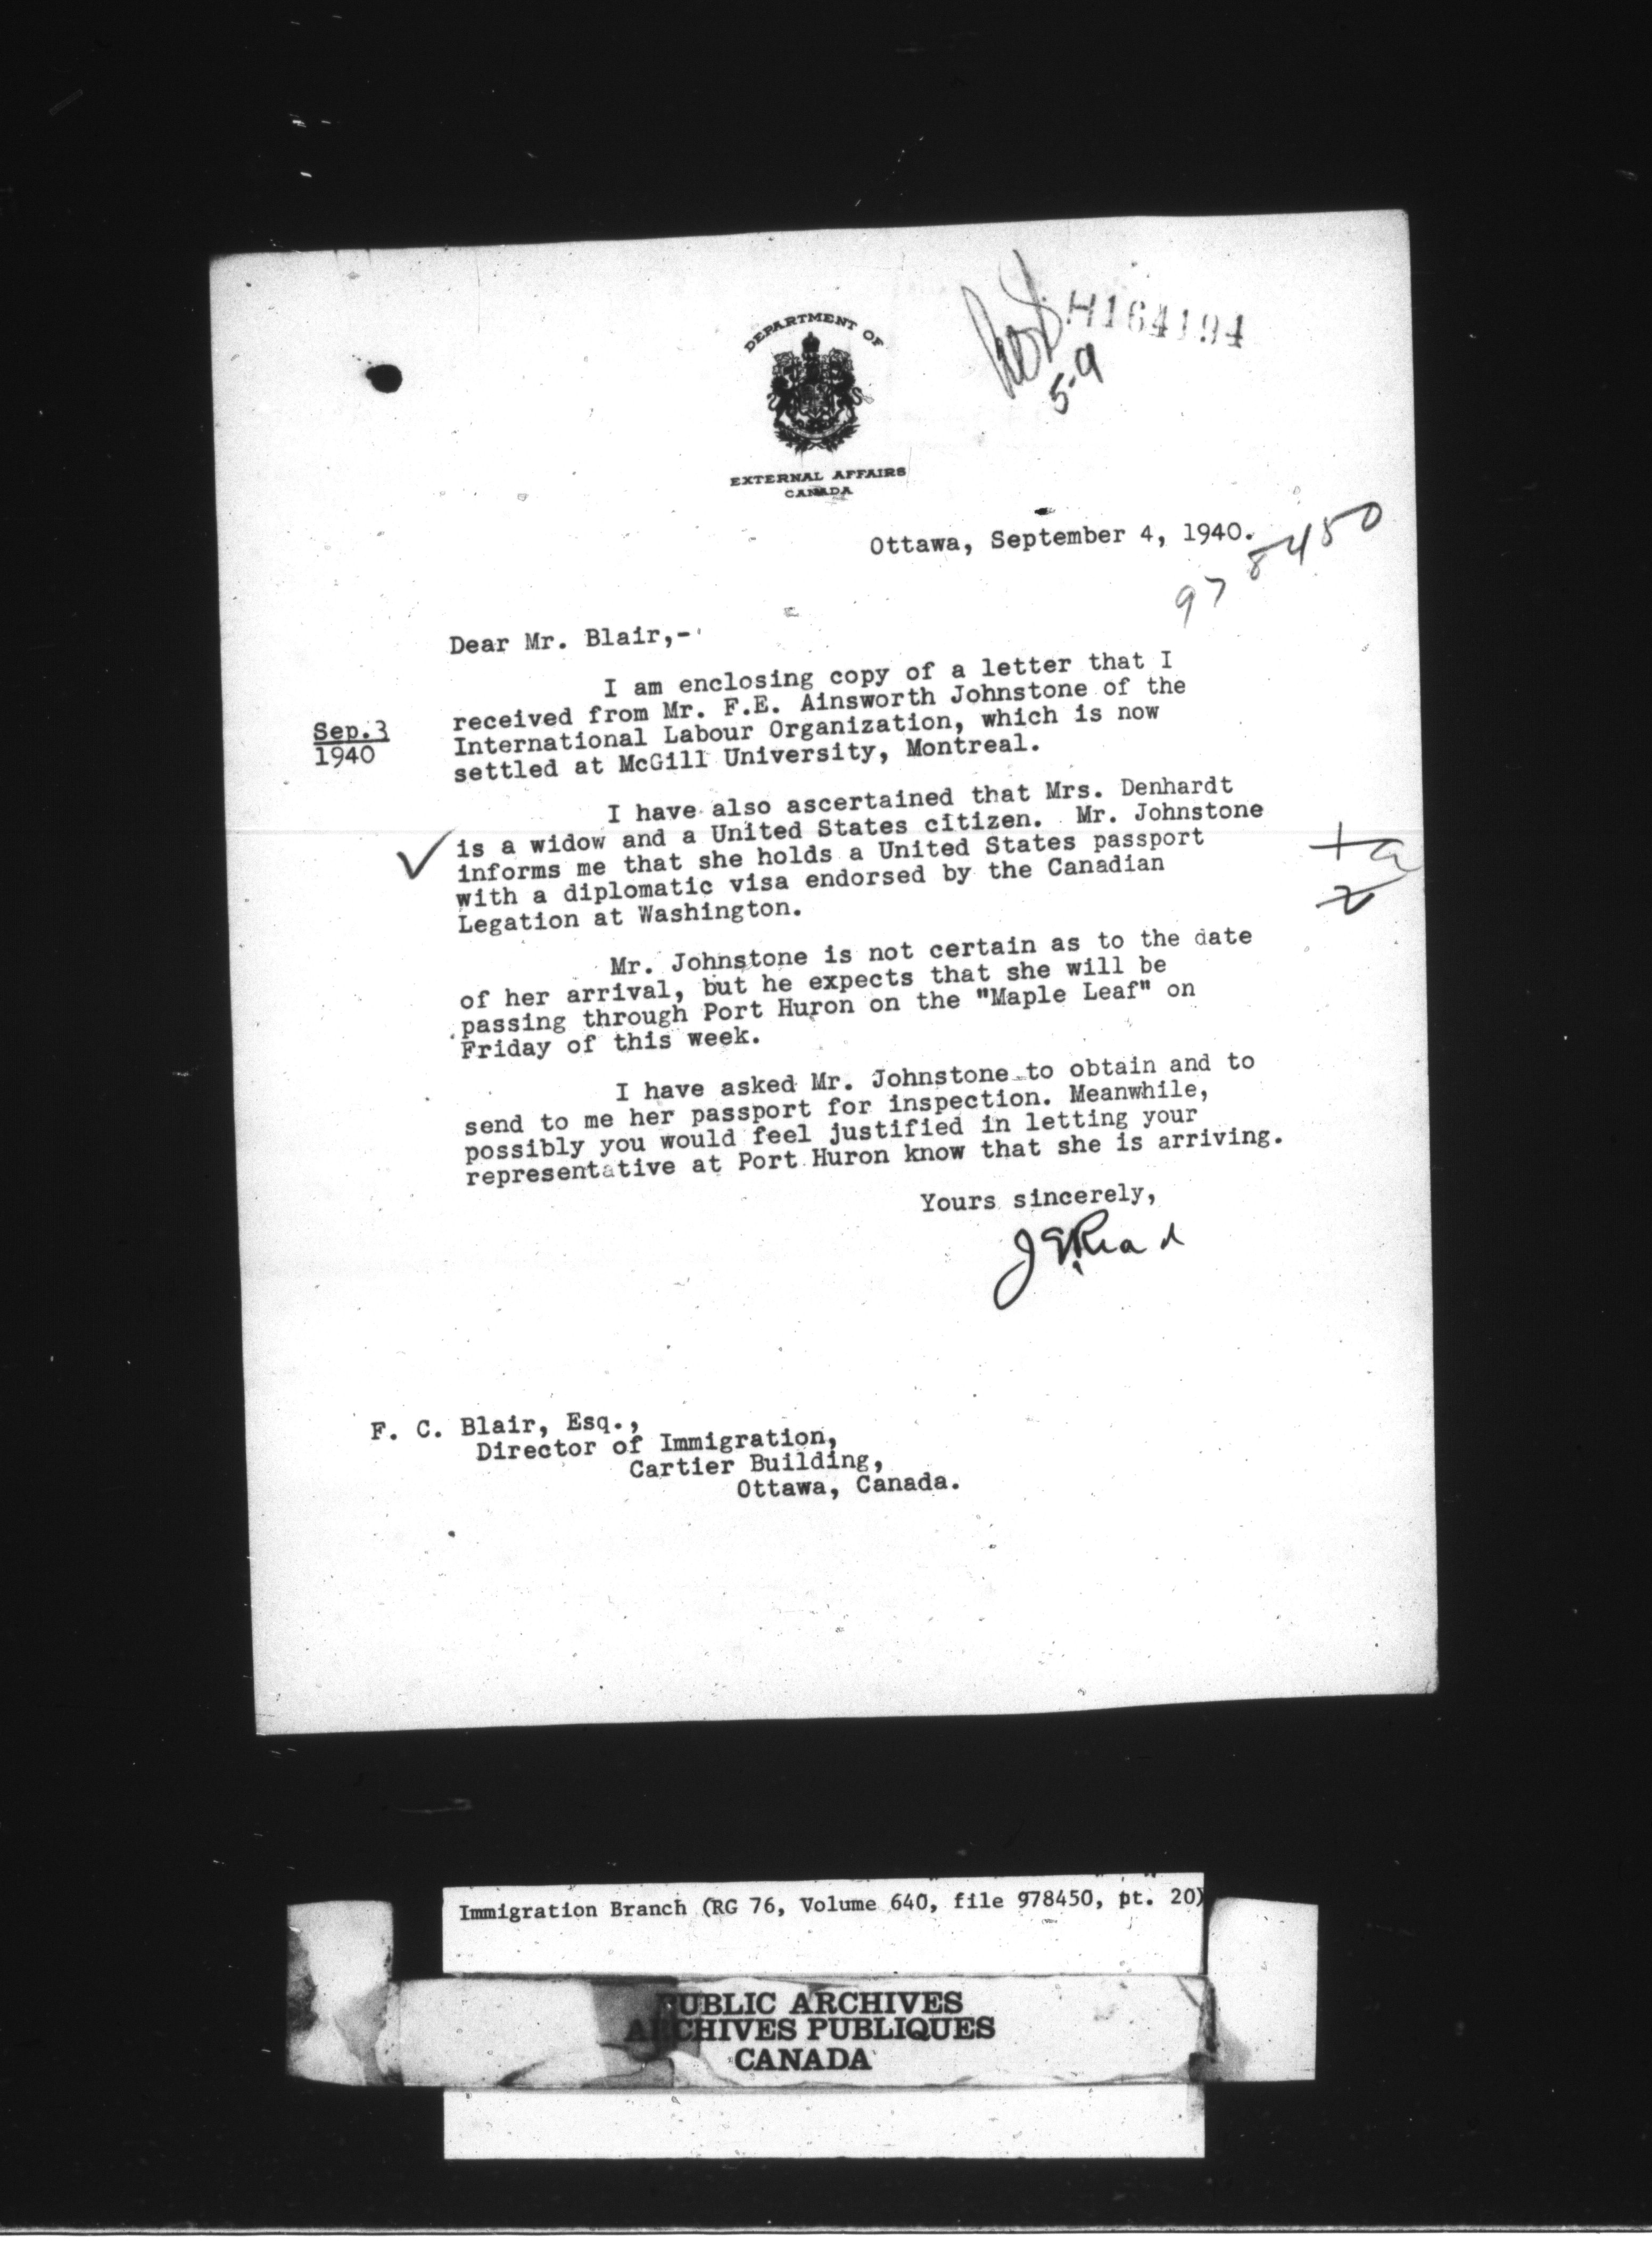 H164194
5-9
DEPARTMENT OF
EXTERNAL AFFAIRS
CANADA
Ottawa, September 4, 1940.
978450
Dear Mr. Blair,-
I am enclosing copy of a letter that I
received from Mr. F.E. Ainsworth Johnstone of the
International Labour Organization, which is now
settled at McGill University, Montreal.
Sep.3
1940
I have also ascertained that Mrs. Denhardt
is a widow and a United States citizen. Mr. Johnstone
informs me that she holds a United States passport
with a diplomatic visa endorsed by the Canadian
Legation at Washington.
Mr. Johnstone is not certain as to the date
of her arrival, but he expects that she will be
passing through Port Huron on the "Maple Leaf" on
Friday of this week.
I have asked Mr. Johnstone to obtain and to
send to me her passport for inspection. Meanwhile,
possibly you would feel justified in letting your
representative at Port Huron know that she is arriving.
Yours sincerely,
J E Read
F. C. Blair, Esq.,
Director of Immigration,
Cartier Building,
Ottawa, Canada.
Immigration Branch (RG 76, Volume 640, file 978450, pt. 20)
PUBLIC ARCHIVES
ARCHIVES PUBLIQUES
CANADA